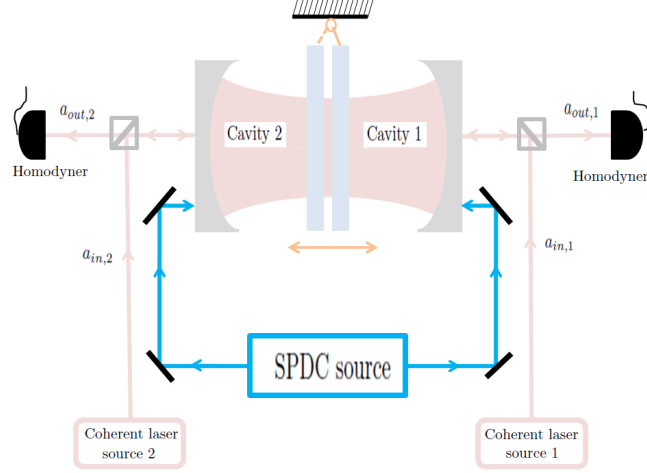 a_{out,2}
a_{out,1}
Cavity 2
Cavity 1
Homodyner
Homodyner
a_{in,2}
a_{in,1}
SPDC source
Coherent laser
source 2
Coherent laser
source 1